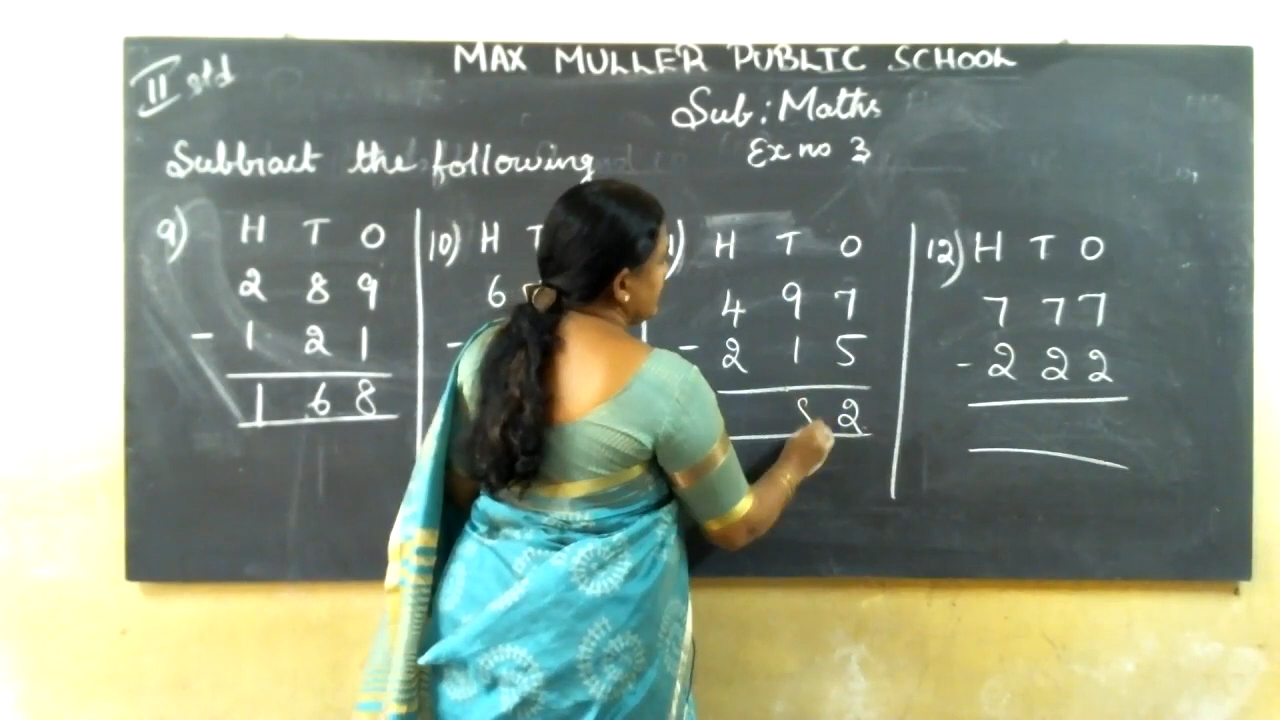 II std
MAX MULLER PUBLIC SCHOOL
Sub: Maths
Ex no 3
Subtract the following
9) H T O
2 8 9
- 1 2 1
1 6 8
10) H T
6
-
1) H T O
4 9 7
- 2 1 5
8 2
12) H T O
7 7 7
- 2 2 2